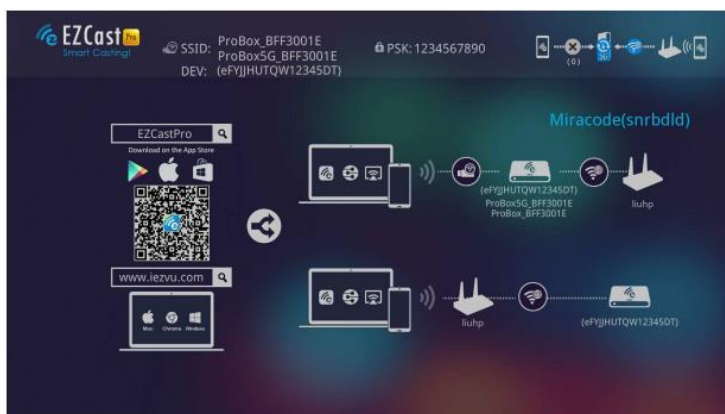 EZCast Pro
Smart Casting!
SSID: ProBox_BFF3001E
ProBox5G_BFF3001E
DEV: (eFYJJHUTQW12345DT)
PSK: 1234567890
(0)
5G
Miracode(snrbdld)
EZCastPro
Download on the App Store
www.iezvu.com
Mac Chrome Windows
(eFYJJHUTQW12345DT)
ProBox5G_BFF3001E
ProBox_BFF3001E
liuhp
liuhp
(eFYJJHUTQW12345DT)